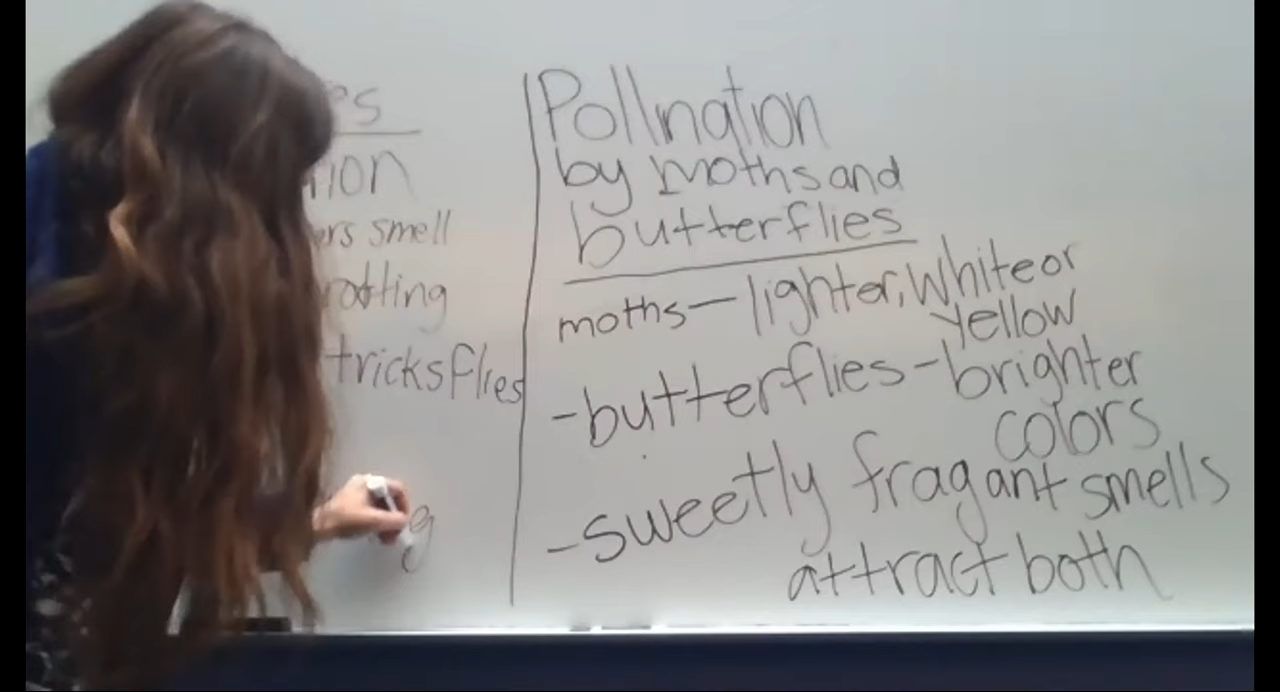 es
ion
ers smell
rotting
tricks flies
g
Pollination
by moths and
butterflies
moths - lighter, White or
yellow
- butterflies - brighter
colors
- sweetly fragant smells
attract both